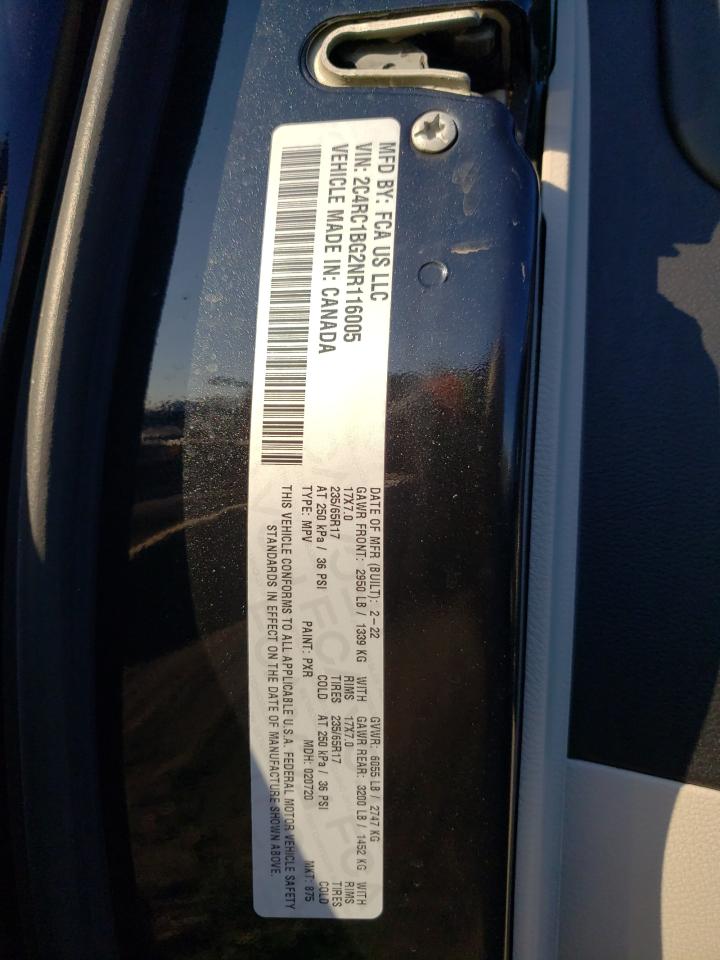 MFD BY: FCA US LLC
VIN: 2C4RC1BG2NR116005
VEHICLE MADE IN: CANADA
DATE OF MFR (BUILT): 2-22 GVWR: 6055 LB / 2747 KG
GAWR FRONT: 2950 LB / 1339 KG WITH GAWR REAR: 3200 LB / 1452 KG WITH
17X7.0 RIMS 17X7.0 RIMS
235/65R17 TIRES 235/65R17 TIRES
AT 250 kPa / 36 PSI COLD AT 250 kPa / 36 PSI COLD
TYPE: MPV PAINT: PXR MDH: 020720 MKT: 875
THIS VEHICLE CONFORMS TO ALL APPLICABLE U.S.A. FEDERAL MOTOR VEHICLE SAFETY
STANDARDS IN EFFECT ON THE DATE OF MANUFACTURE SHOWN ABOVE.